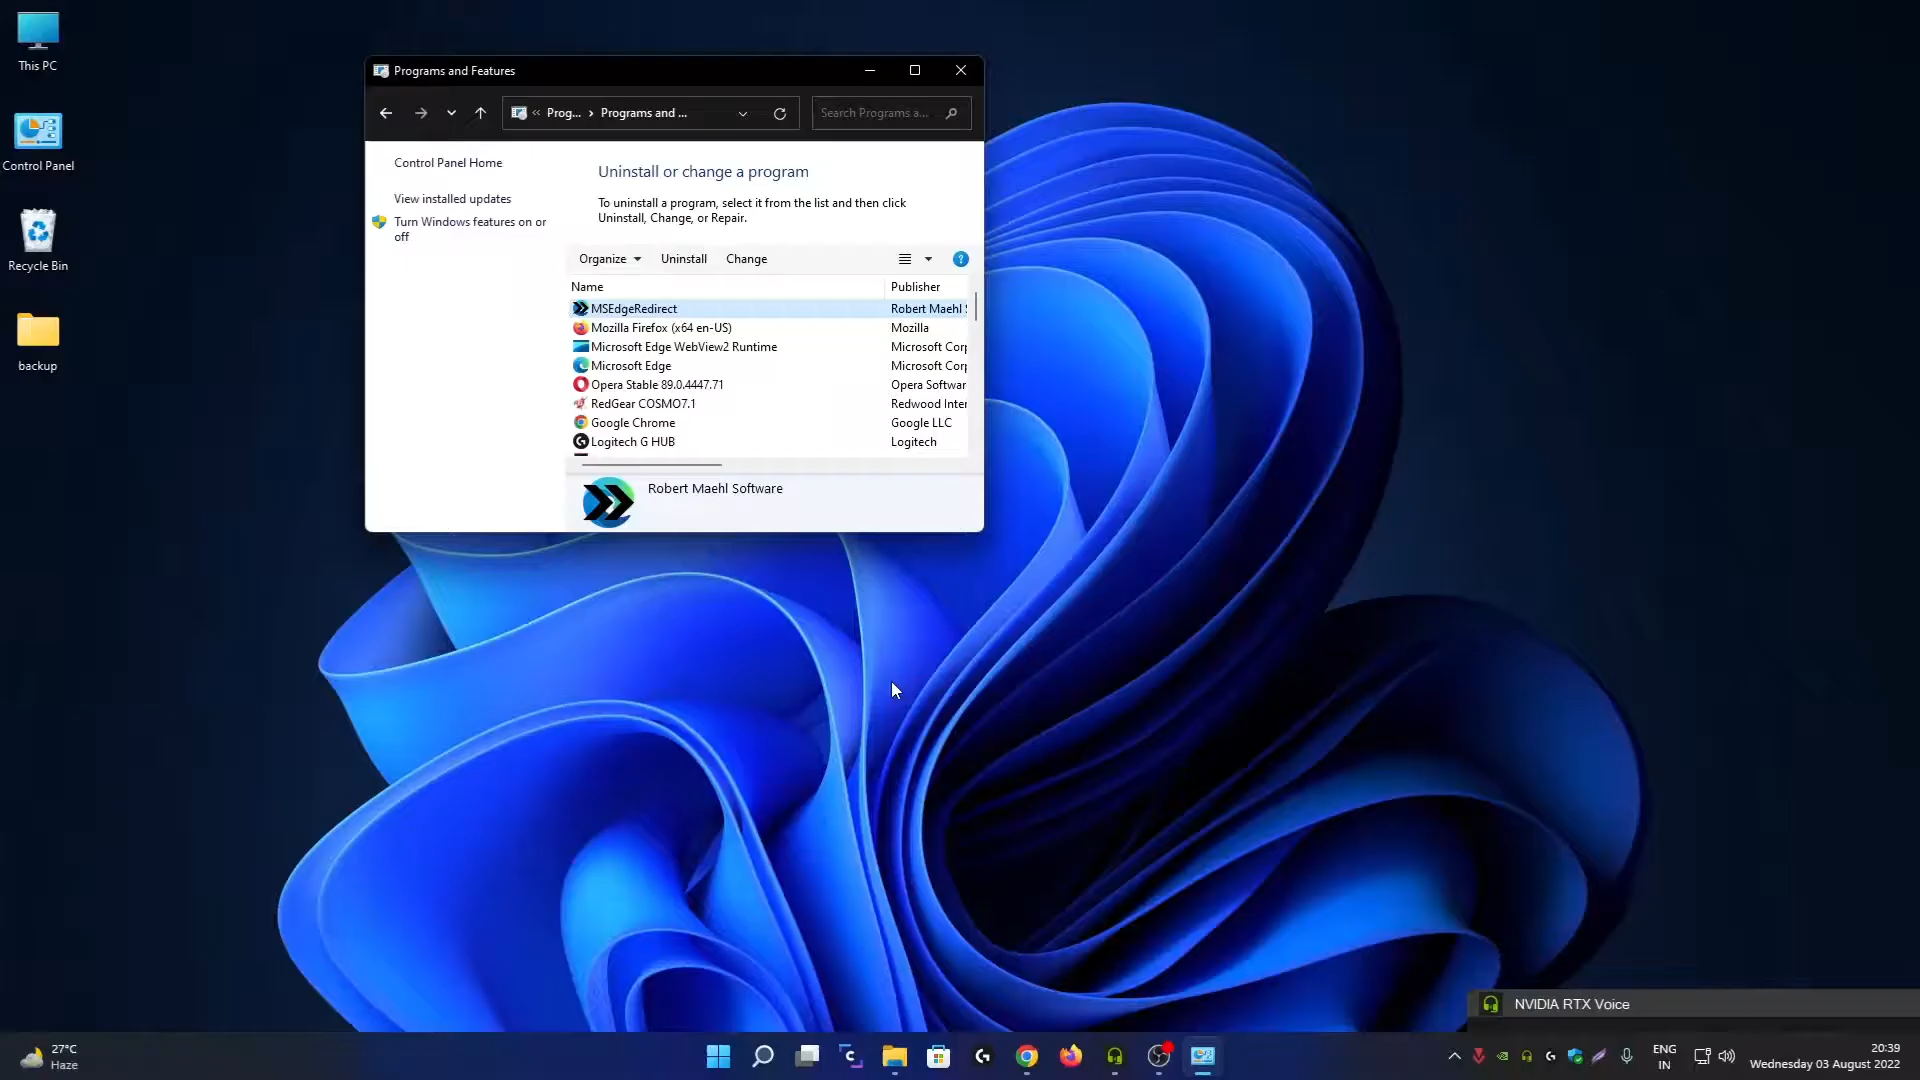 This PC
Control Panel
Recycle Bin
backup
Programs and Features
« Prog... › Programs and ...
Search Programs a...
Control Panel Home
View installed updates
Turn Windows features on or
off
Uninstall or change a program
To uninstall a program, select it from the list and then click
Uninstall, Change, or Repair.
Organize Uninstall Change
Name Publisher
MSEdgeRedirect Robert Maehl
Mozilla Firefox (x64 en-US) Mozilla
Microsoft Edge WebView2 Runtime Microsoft Corp
Microsoft Edge Microsoft Corp
Opera Stable 89.0.4447.71 Opera Softwar
RedGear COSMO7.1 Redwood Inter
Google Chrome Google LLC
Logitech G HUB Logitech
Robert Maehl Software
NVIDIA RTX Voice
27°C
Haze
ENG
IN
20:39
Wednesday 03 August 2022